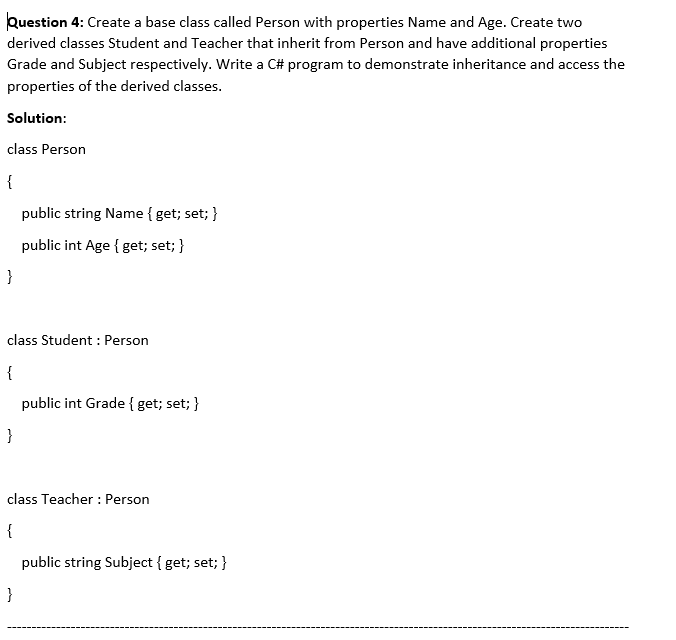 Question 4: Create a base class called Person with properties Name and Age. Create two
derived classes Student and Teacher that inherit from Person and have additional properties
Grade and Subject respectively. Write a C# program to demonstrate inheritance and access the
properties of the derived classes.
Solution:
class Person
{
public string Name { get; set; }
public int Age { get; set; }
}
class Student : Person
{
public int Grade { get; set; }
}
class Teacher : Person
{
public string Subject { get; set; }
}